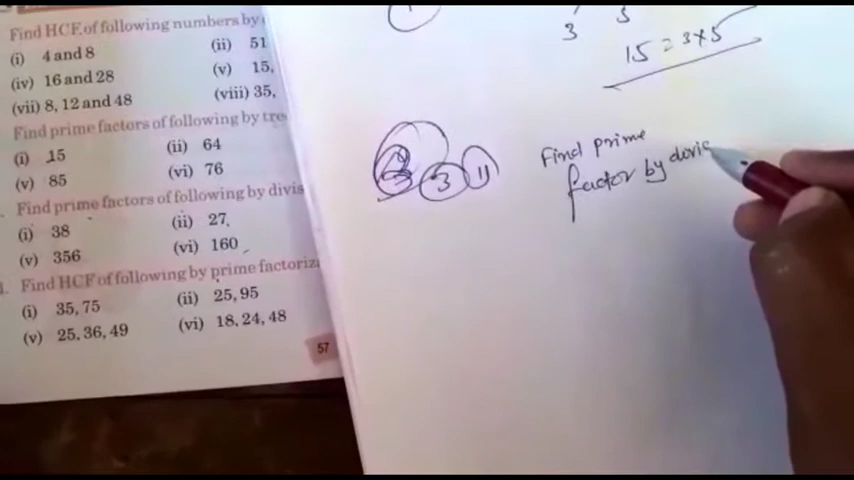 Find HCF of following numbers by
(i) 4 and 8 (ii) 51
(iv) 16 and 28 (v) 15,
(vii) 8, 12 and 48 (viii) 35,
Find prime factors of following by tre
(i) 15 (ii) 64
(v) 85 (vi) 76
Find prime factors of following by divis
(i) 38 (ii) 27
(v) 356 (vi) 160
Find HCF of following by prime factoriz
(i) 35, 75 (ii) 25, 95
(v) 25, 36, 49 (vi) 18, 24, 48
57
3 5
15 = 3×5
3 11
Find prime
factor by divis